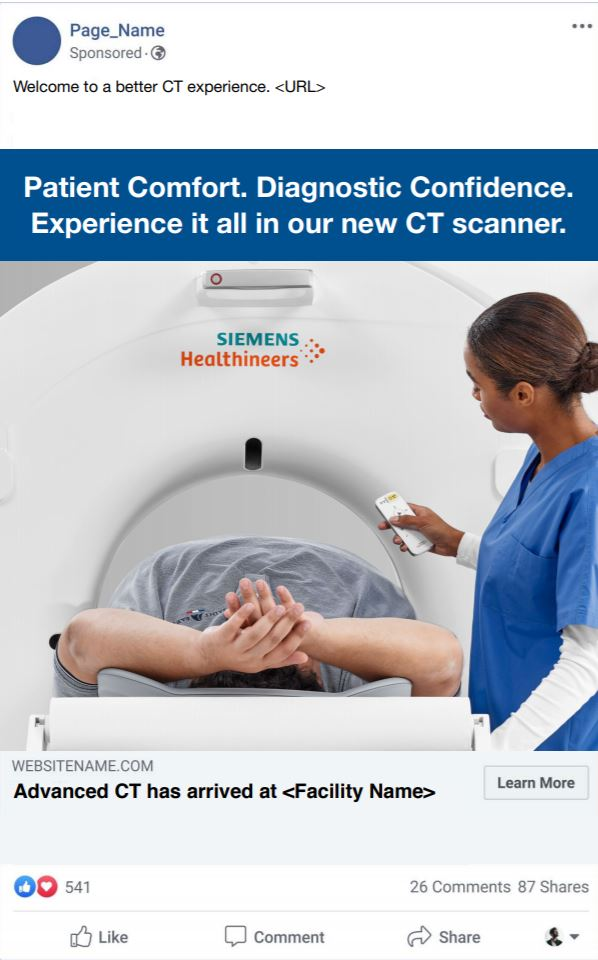 Page_Name
Sponsored ·
Welcome to a better CT experience. <URL>
Patient Comfort. Diagnostic Confidence.
Experience it all in our new CT scanner.
SIEMENS
Healthineers
WEBSITENAME.COM
Advanced CT has arrived at <Facility Name>
Learn More
541
26 Comments 87 Shares
Like
Comment
Share